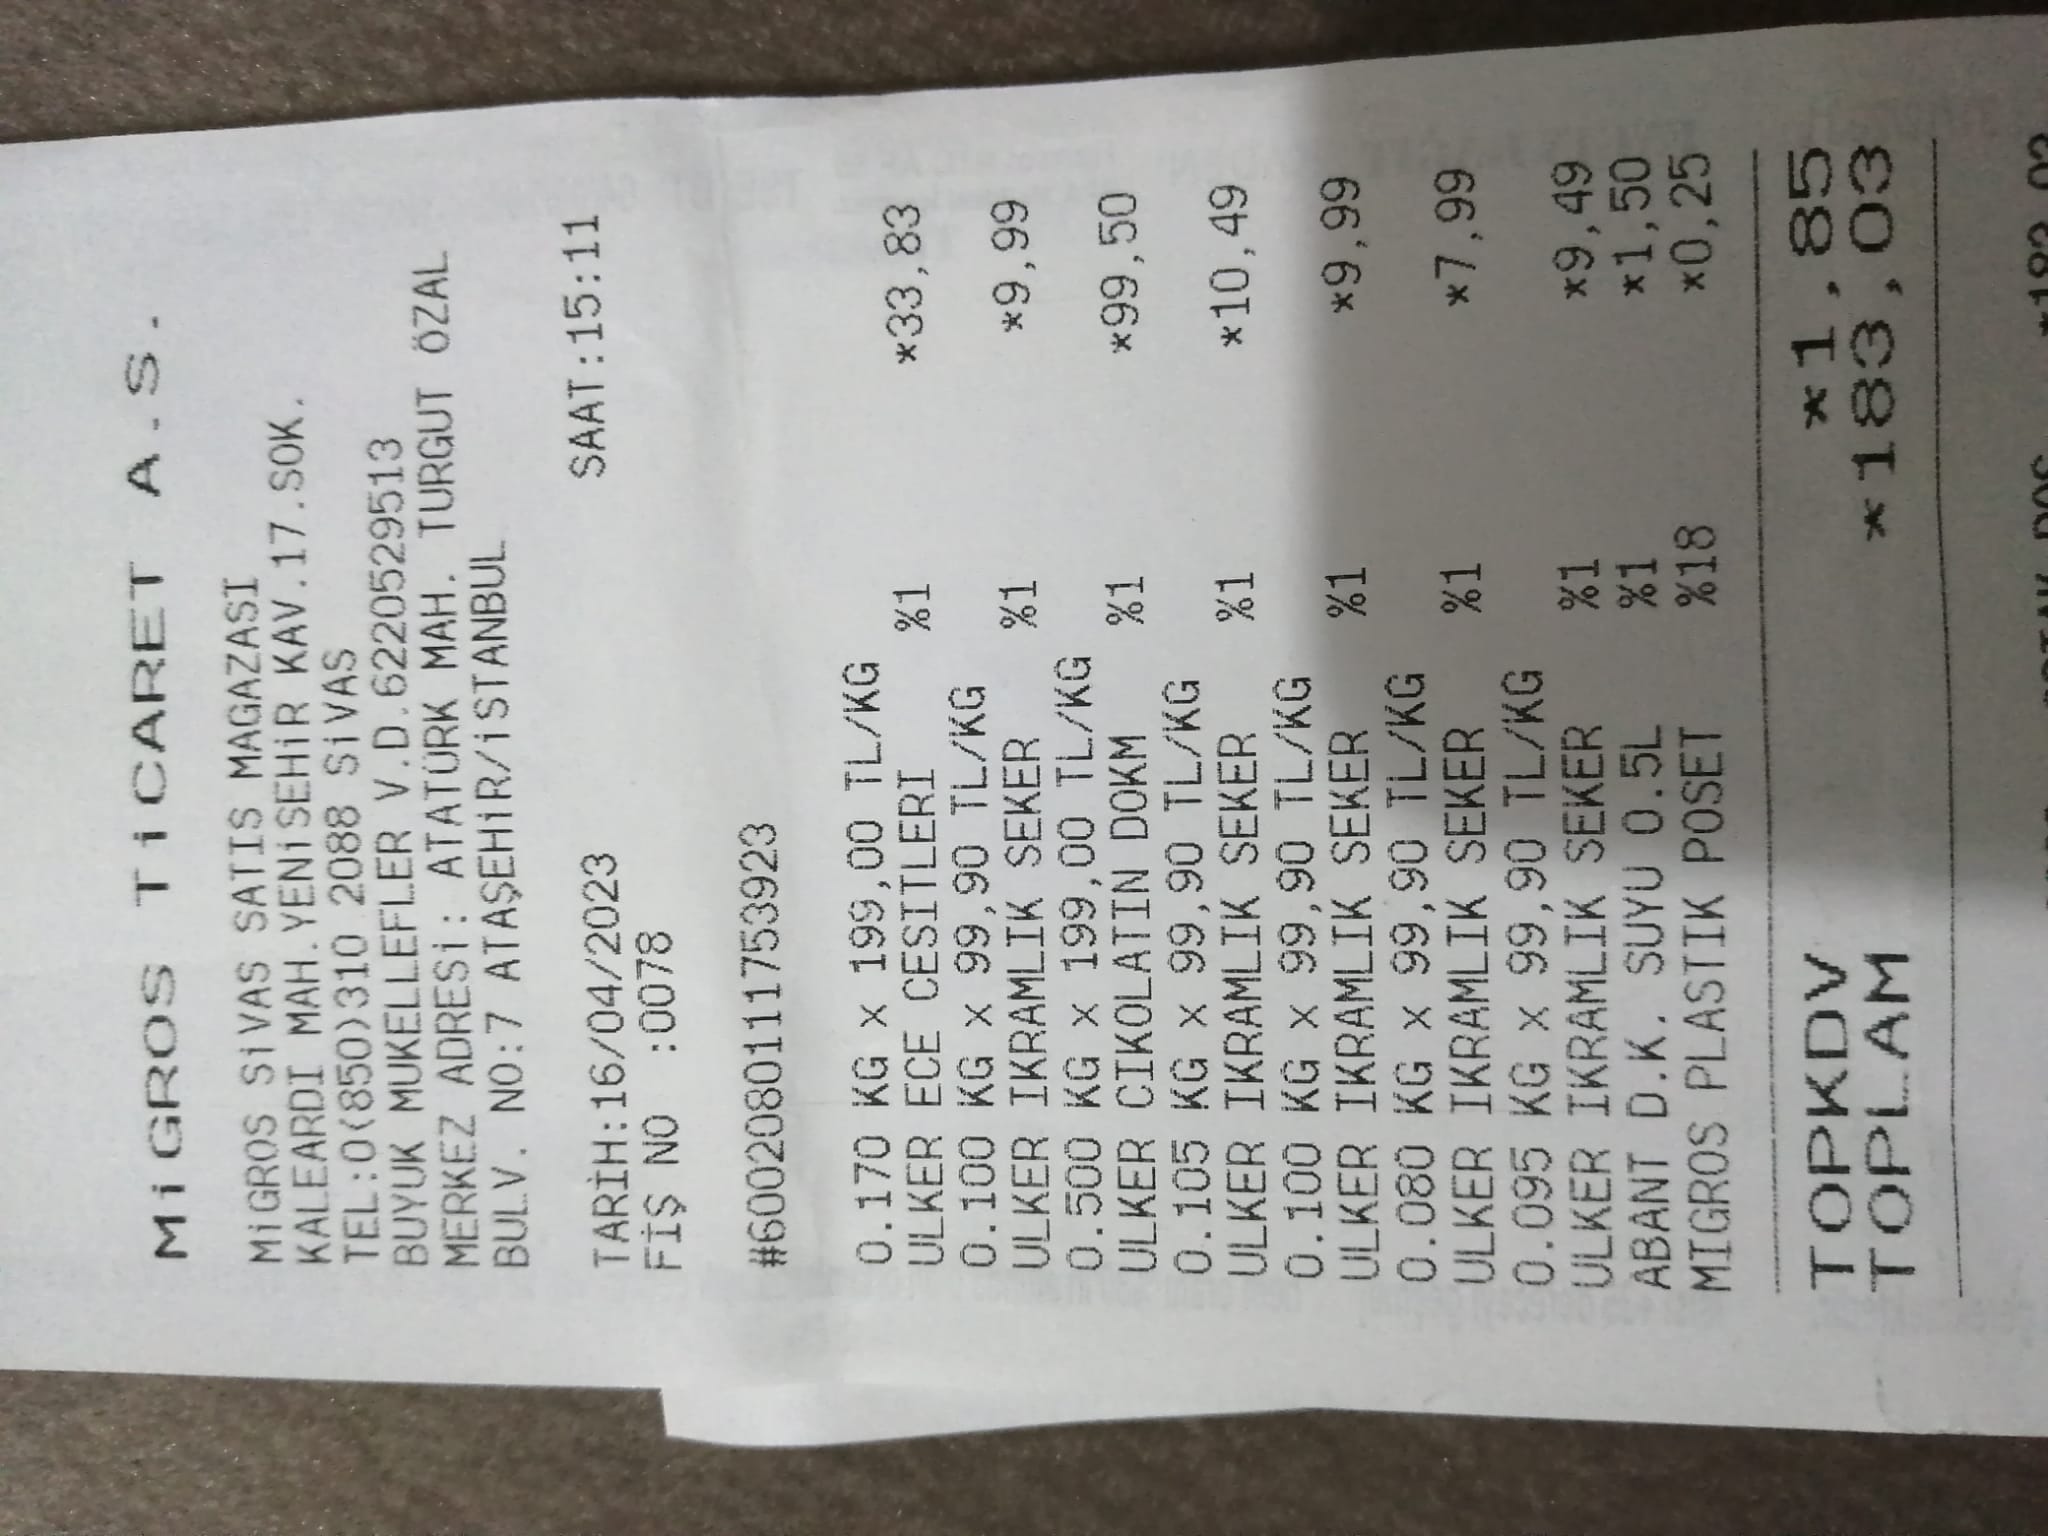 MiGROS TiCARET A.S.
MiGROS SiVAS SATIS MAGAZASI
KALEARDI MAH.YENiSEHiR KAV.17.SOK.
TEL:0(850)310 2088 SiVAS
BUYUK MUKELLEFLER V.D.6220529513
MERKEZ ADRESi: ATATÜRK MAH. TURGUT ÖZAL
BULV. NO:7 ATAŞEHiR/iSTANBUL
TARİH:16/04/2023 SAAT:15:11
FİŞ NO :0078
#6002080111753923
0.170 KG x 199,00 TL/KG
ULKER ECE CESITLERI %1 *33,83
0.100 KG x 99,90 TL/KG
ULKER IKRAMLIK SEKER %1 *9,99
0.500 KG x 199,00 TL/KG
ULKER CIKOLATIN DOKM %1 *99,50
0.105 KG x 99,90 TL/KG
ULKER IKRAMLIK SEKER %1 *10,49
0.100 KG x 99,90 TL/KG
ULKER IKRAMLIK SEKER %1 *9,99
0.080 KG x 99,90 TL/KG
ULKER IKRAMLIK SEKER %1 *7,99
0.095 KG x 99,90 TL/KG
ULKER IKRAMLIK SEKER %1 *9,49
ABANT D.K. SUYU 0.5L %1 *1,50
MIGROS PLASTIK POSET %18 *0,25
TOPKDV *1,85
TOPLAM *183,03